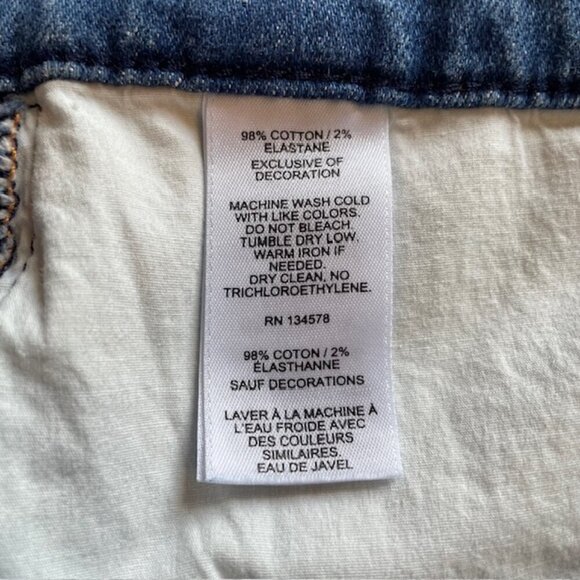 98% COTTON / 2%
ELASTANE
EXCLUSIVE OF
DECORATION
MACHINE WASH COLD
WITH LIKE COLORS.
DO NOT BLEACH.
TUMBLE DRY LOW.
WARM IRON IF
NEEDED.
DRY CLEAN, NO
TRICHLOROETHYLENE.
RN 134578
98% COTON / 2%
ÉLASTHANNE
SAUF DECORATIONS
LAVER À LA MACHINE À
L'EAU FROIDE AVEC
DES COULEURS
SIMILAIRES.
EAU DE JAVEL